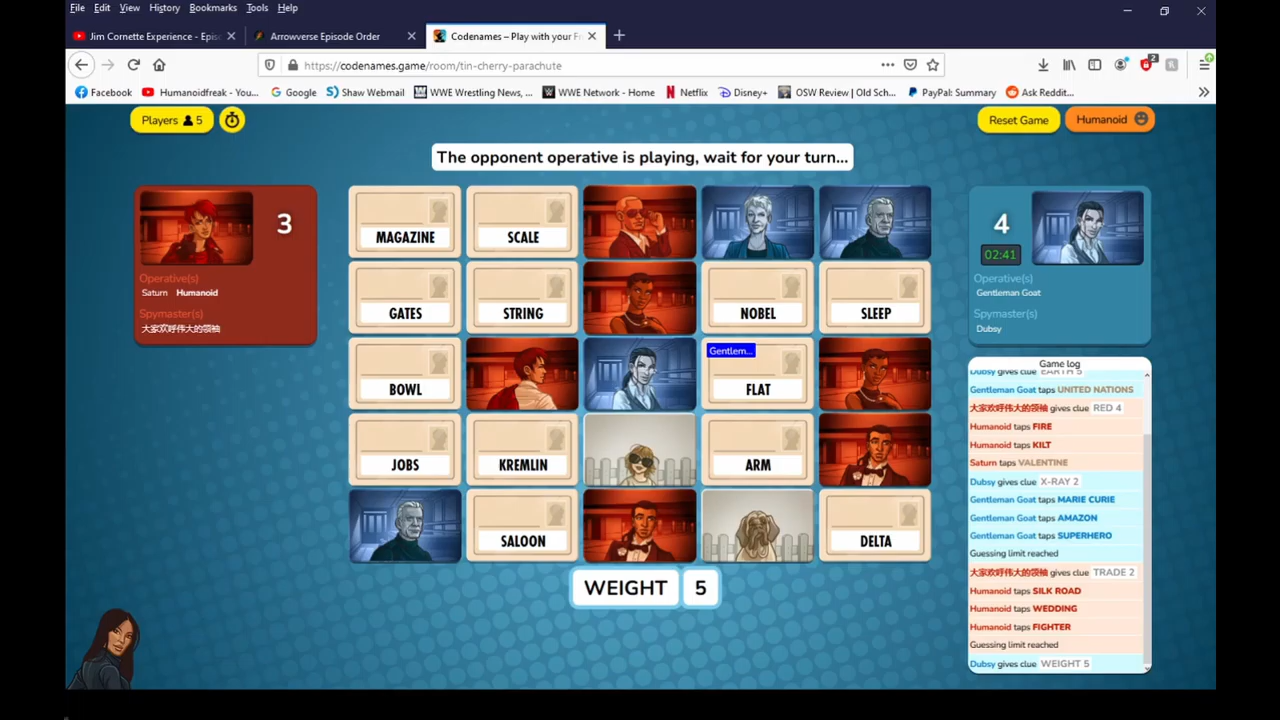 File Edit View History Bookmarks Tools Help
Jim Cornette Experience - Epis
Arrowverse Episode Order
Codenames – Play with your Fr
https://codenames.game/room/tin-cherry-parachute
2
Facebook
Humanoidfreak - You...
Google
Shaw Webmail
WWE Wrestling News, ...
WWE Network - Home
Netflix
Disney+
OSW Review | Old Sch...
PayPal: Summary
Ask Reddit...
Players 5
Reset Game
Humanoid
The opponent operative is playing, wait for your turn...
3
Operative(s)
Saturn Humanoid
Spymaster(s)
大家欢呼伟大的领袖
MAGAZINE
SCALE
GATES
STRING
NOBEL
SLEEP
BOWL
Gentlem...
FLAT
JOBS
KREMLIN
ARM
SALOON
DELTA
WEIGHT 5
4
02:41
Operative(s)
Gentleman Goat
Spymaster(s)
Dubsy
Game log
Dubsy gives clue EARTH 5
Gentleman Goat taps UNITED NATIONS
大家欢呼伟大的领袖 gives clue RED 4
Humanoid taps FIRE
Humanoid taps KILT
Saturn taps VALENTINE
Dubsy gives clue X-RAY 2
Gentleman Goat taps MARIE CURIE
Gentleman Goat taps AMAZON
Gentleman Goat taps SUPERHERO
Guessing limit reached
大家欢呼伟大的领袖 gives clue TRADE 2
Humanoid taps SILK ROAD
Humanoid taps WEDDING
Humanoid taps FIGHTER
Guessing limit reached
Dubsy gives clue WEIGHT 5